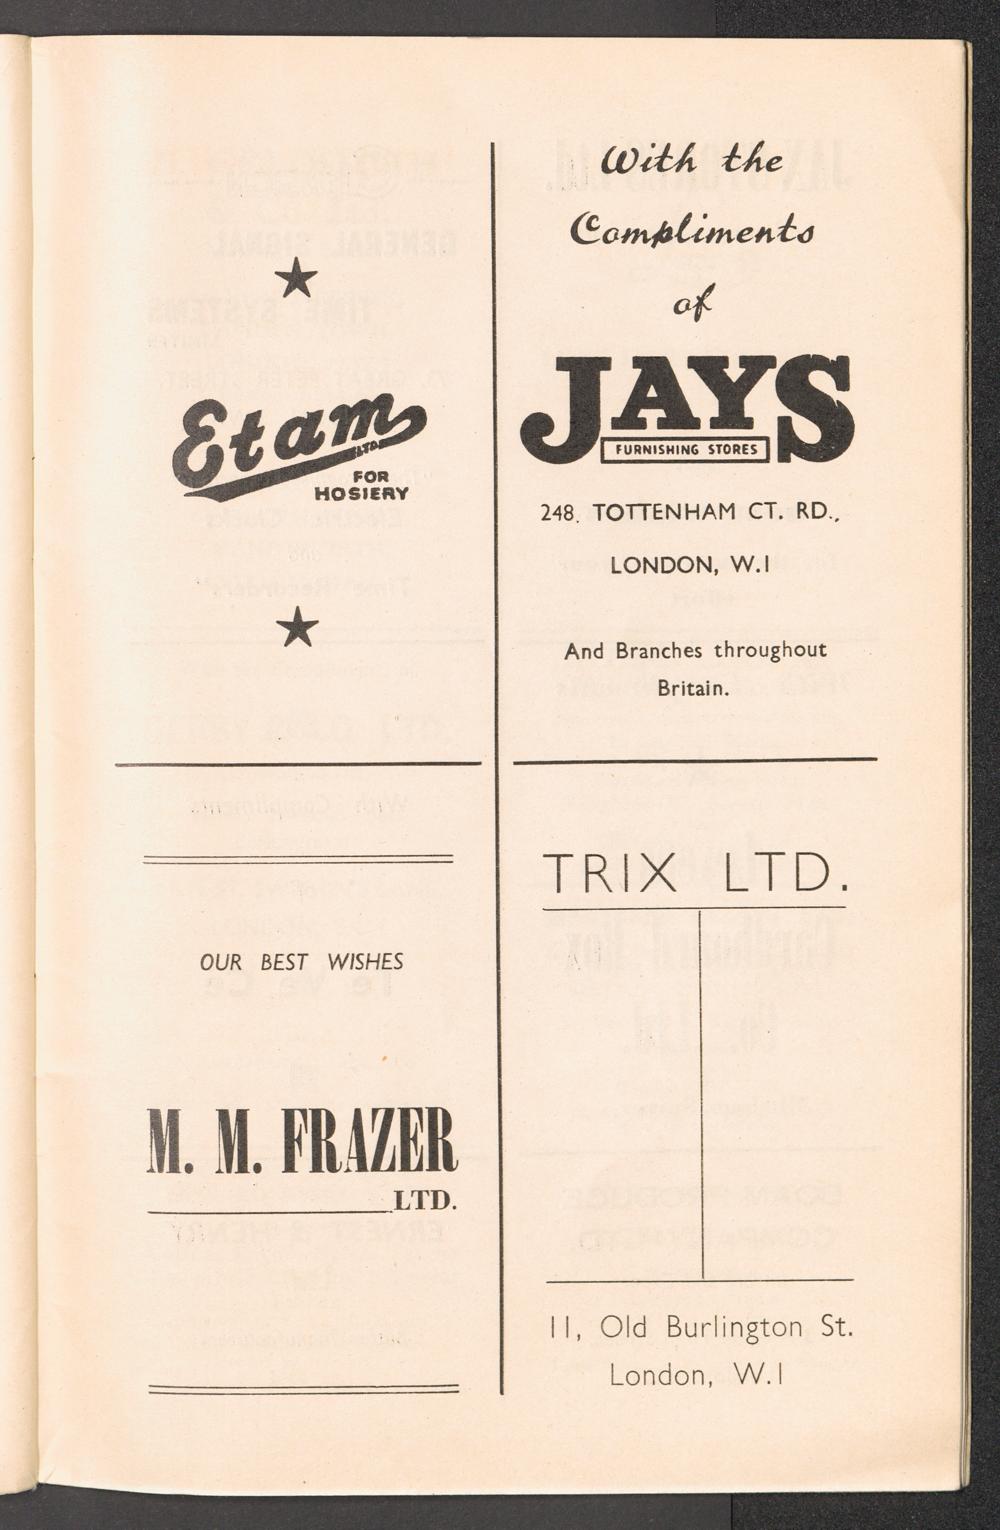 Etam
LTD.
FOR
HOSIERY
With the
Compliments
of
JAYS
FURNISHING STORES
248, TOTTENHAM CT. RD.,
LONDON, W.1
And Branches throughout
Britain.
OUR BEST WISHES
M. M. FRAZER
LTD.
TRIX LTD.
11, Old Burlington St.
London, W.1